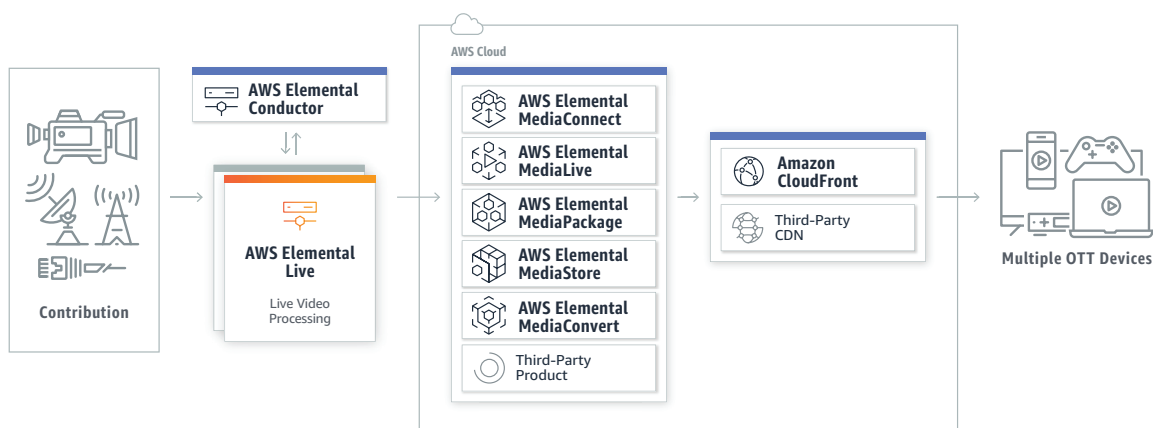 AWS Cloud
Contribution
AWS Elemental
Conductor
AWS Elemental
Live
Live Video
Processing
AWS Elemental
MediaConnect
AWS Elemental
MediaLive
AWS Elemental
MediaPackage
AWS Elemental
MediaStore
AWS Elemental
MediaConvert
Third-Party
Product
Amazon
CloudFront
Third-Party
CDN
Multiple OTT Devices